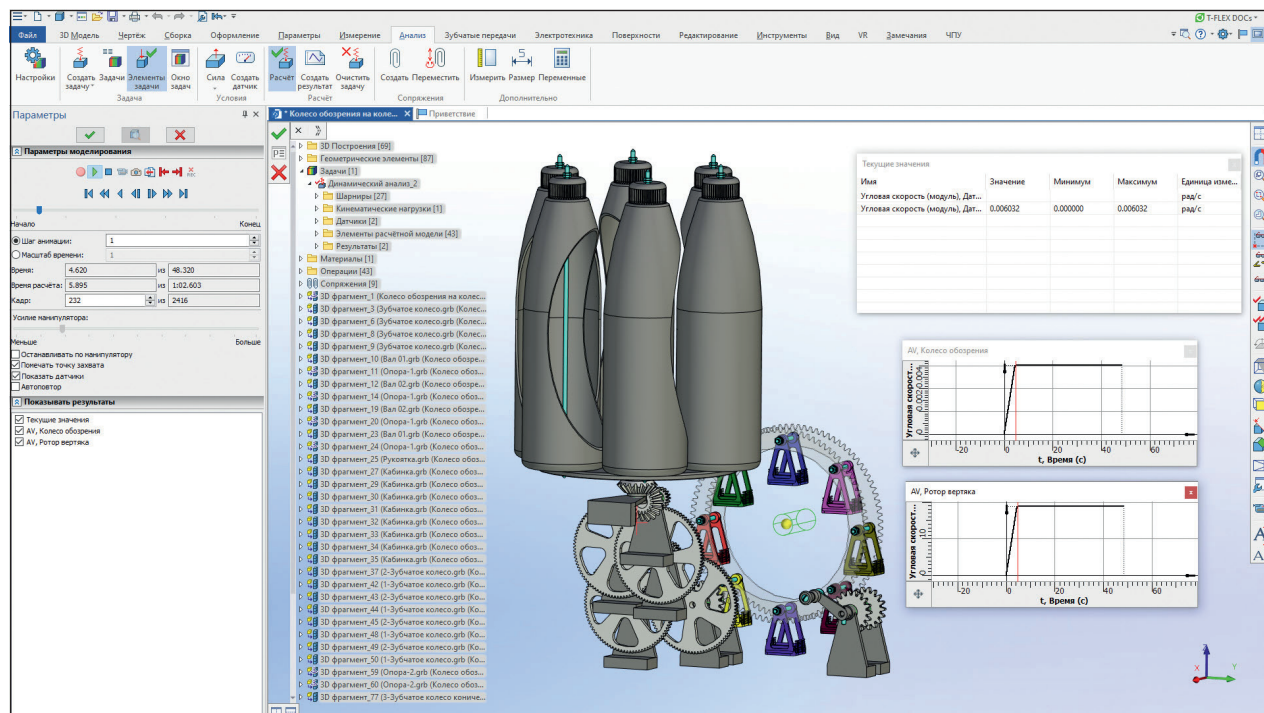 T-FLEX DOCs
Файл 3D Модель Чертёж Сборка Оформление Параметры Измерение Анализ Зубчатые передачи Электротехника Поверхности Редактирование Инструменты Вид VR Замечания ЧПУ
Настройки Создать задачу Задачи Элементы задачи Окно задач Сила Создать датчик Расчёт Создать результат Очистить задачу Создать Переместить Измерить Размер Переменные
Задача Условия Расчёт Сопряжения Дополнительно
Параметры
* Колесо обозрения на коле... Приветствие
Параметры моделирования
Начало Конец
Шаг анимации: 1
Масштаб времени: 1
Время: 4.620 из 48.320
Время расчёта: 5.895 из 1:02.603
Кадр: 232 из 2416
Усилие манипулятора:
Меньше Больше
Останавливать по манипулятору
Помечать точку захвата
Показать датчики
Автоповтор
Показывать результаты
Текущие значения
AV, Колесо обозрения
AV, Ротор вертяка
3D Построения [69]
Геометрические элементы [87]
Задачи [1]
Динамический анализ_2
Шарниры [27]
Кинематические нагрузки [1]
Датчики [2]
Элементы расчётной модели [43]
Результаты [2]
Материалы [1]
Операции [43]
Сопряжения [9]
3D фрагмент_1 (Колесо обозрения на колес...
3D фрагмент_3 (Зубчатое колесо.grb (Колес...
3D фрагмент_6 (Зубчатое колесо.grb (Колес...
3D фрагмент_8 (Зубчатое колесо.grb (Колес...
3D фрагмент_9 (Зубчатое колесо.grb (Колес...
3D фрагмент_10 (Вал 01.grb (Колесо обозре...
3D фрагмент_11 (Опора-1.grb (Колесо обоз...
3D фрагмент_12 (Вал 02.grb (Колесо обозре...
3D фрагмент_14 (Опора-1.grb (Колесо обоз...
3D фрагмент_19 (Вал 02.grb (Колесо обозре...
3D фрагмент_20 (Опора-1.grb (Колесо обоз...
3D фрагмент_23 (Вал 01.grb (Колесо обозре...
3D фрагмент_24 (Опора-1.grb (Колесо обоз...
3D фрагмент_25 (Рукоятка.grb (Колесо обоз...
3D фрагмент_27 (Кабинка.grb (Колесо обоз...
3D фрагмент_29 (Кабинка.grb (Колесо обоз...
3D фрагмент_30 (Кабинка.grb (Колесо обоз...
3D фрагмент_31 (Кабинка.grb (Колесо обоз...
3D фрагмент_32 (Кабинка.grb (Колесо обоз...
3D фрагмент_33 (Кабинка.grb (Колесо обоз...
3D фрагмент_34 (Кабинка.grb (Колесо обоз...
3D фрагмент_35 (Кабинка.grb (Колесо обоз...
3D фрагмент_37 (2-Зубчатое колесо.grb (Ко...
3D фрагмент_42 (1-Зубчатое колесо.grb (Ко...
3D фрагмент_43 (2-Зубчатое колесо.grb (Ко...
3D фрагмент_44 (1-Зубчатое колесо.grb (Ко...
3D фрагмент_45 (2-Зубчатое колесо.grb (Ко...
3D фрагмент_48 (1-Зубчатое колесо.grb (Ко...
3D фрагмент_49 (2-Зубчатое колесо.grb (Ко...
3D фрагмент_50 (1-Зубчатое колесо.grb (Ко...
3D фрагмент_59 (Опора-2.grb (Колесо обоз...
3D фрагмент_60 (Опора-2.grb (Колесо обоз...
3D фрагмент_77 (3-Зубчатое колесо кониче...
Текущие значения
Имя Значение Минимум Максимум Единица изме...
Угловая скорость (модуль), Дат... рад/с
Угловая скорость (модуль), Дат... 0.006032 0.000000 0.006032 рад/с
AV, Колесо обозрения
Угловая скорост...
0 0.002 0.004
-20 0 20 40 60
t, Время (с)
AV, Ротор вертяка
Угловая скорост...
0 10
-20 0 20 40 60
t, Время (с)
X Z Y